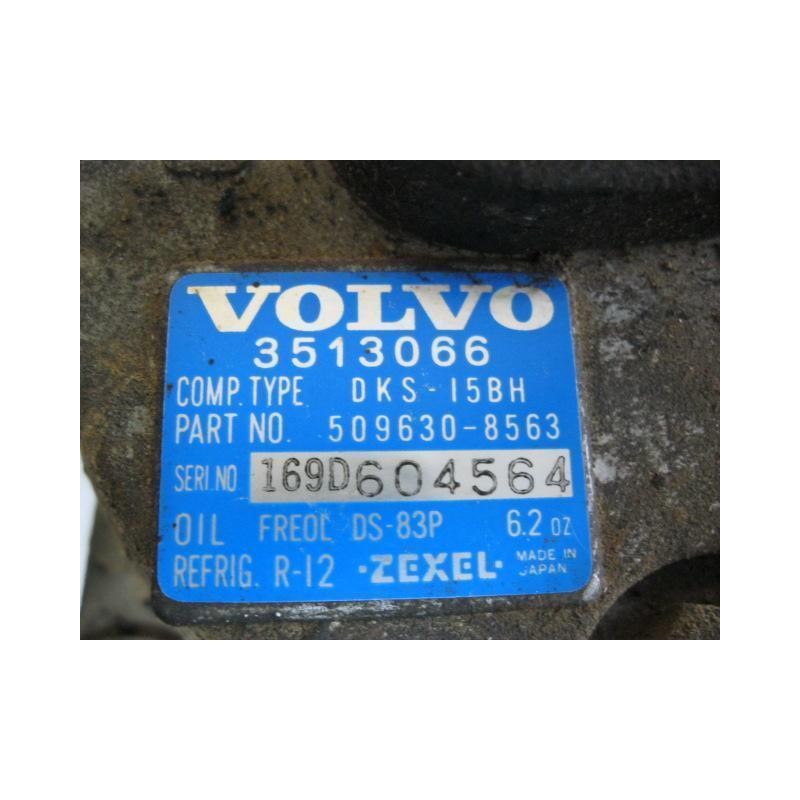 VOLVO
3513066
COMP. TYPE DKS-15BH
PART NO. 509630-8563
SERI.NO 169D604564
OIL FREOL DS-83P 6.2 oz
REFRIG. R-12 ·ZEXEL· MADE IN JAPAN